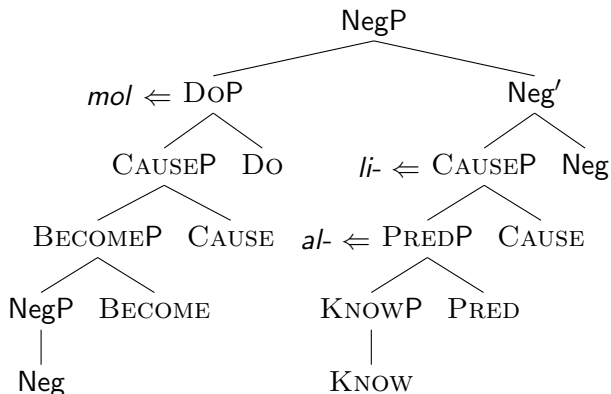 NegP
mol ⇐ DOP Neg′
CAUSEP DO li- ⇐ CAUSEP Neg
BECOMEP CAUSE al- ⇐ PREDP CAUSE
NegP BECOME KNOWP PRED
Neg KNOW